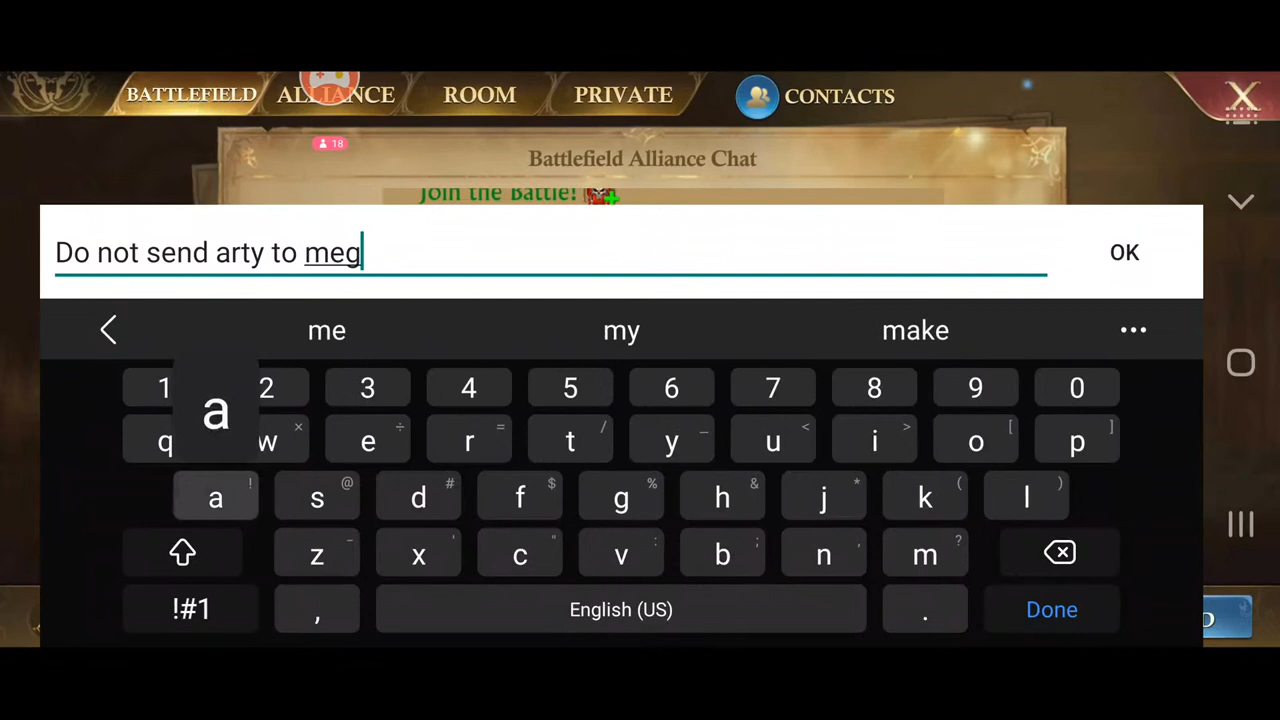 BATTLEFIELD ALLIANCE ROOM PRIVATE CONTACTS X
18
Battlefield Alliance Chat
Join the Battle!
Do not send arty to meg OK
me my make
1 2 3 4 5 6 7 8 9 0
a
q w × e ÷ r = t / y _ u < i > o [ p ]
a ! s @ d # f $ g % h & j * k ( l )
z - x ' c " v : b ; n , m ?
!#1 , English (US) . Done